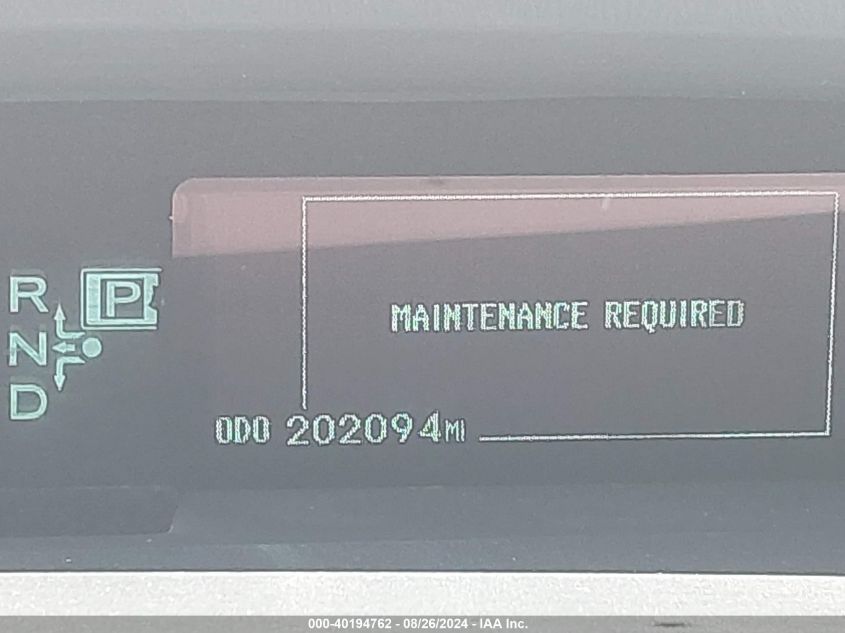 R
P
MAINTENANCE REQUIRED
N
D
ODO 202094MI
000-40194762 - 08/26/2024 - IAA Inc.